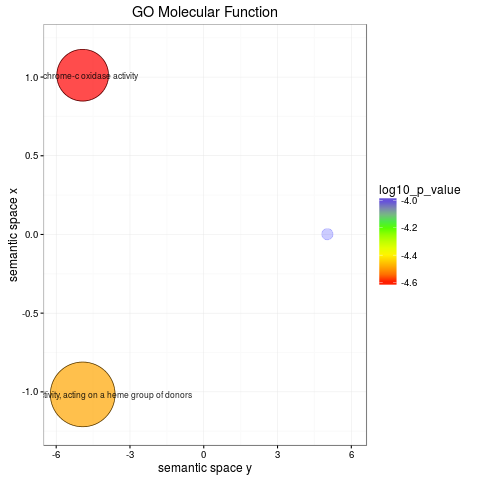 GO Molecular Function
chrome-c oxidase activity
tivity, acting on a heme group of donors
1.0
0.5
0.0
-0.5
-1.0
-6
-3
0
3
6
semantic space x
semantic space y
log10_p_value
-4.0
-4.2
-4.4
-4.6